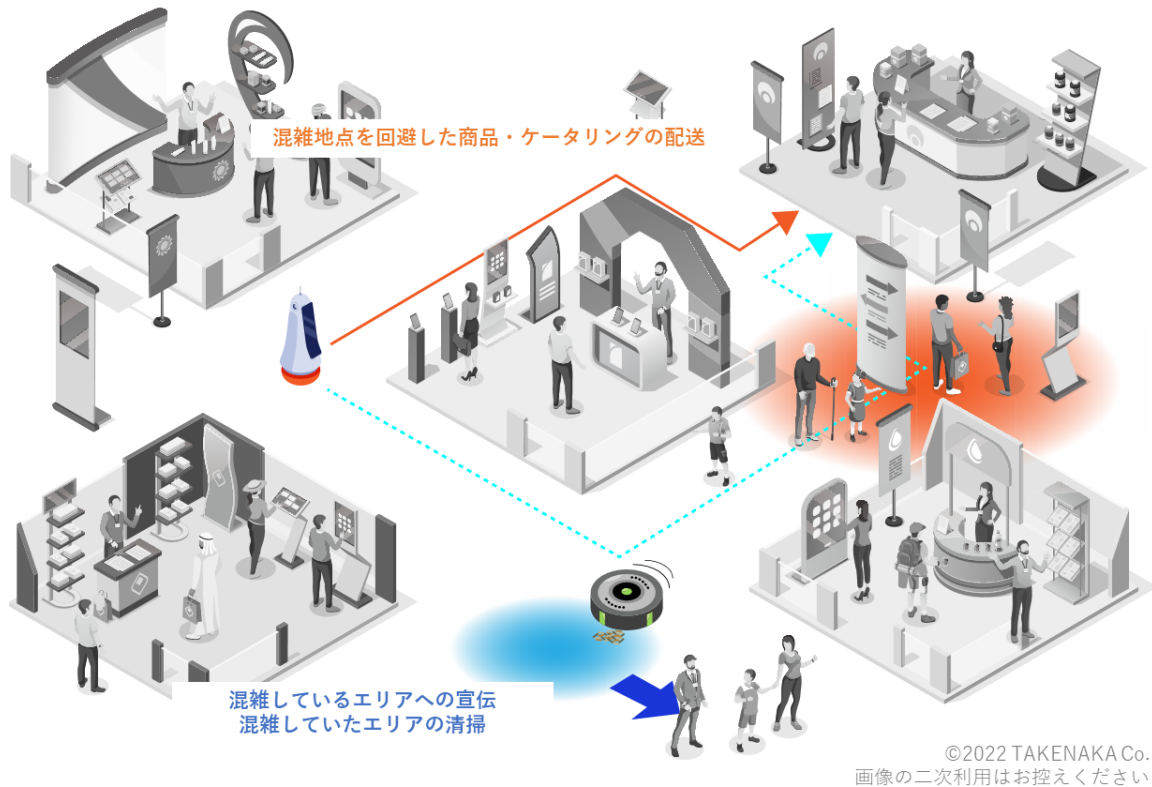 混雑地点を回避した商品・ケータリングの配送
混雑しているエリアへの宣伝
混雑していたエリアの清掃
©2022 TAKENAKA Co.
画像の二次利用はお控えください